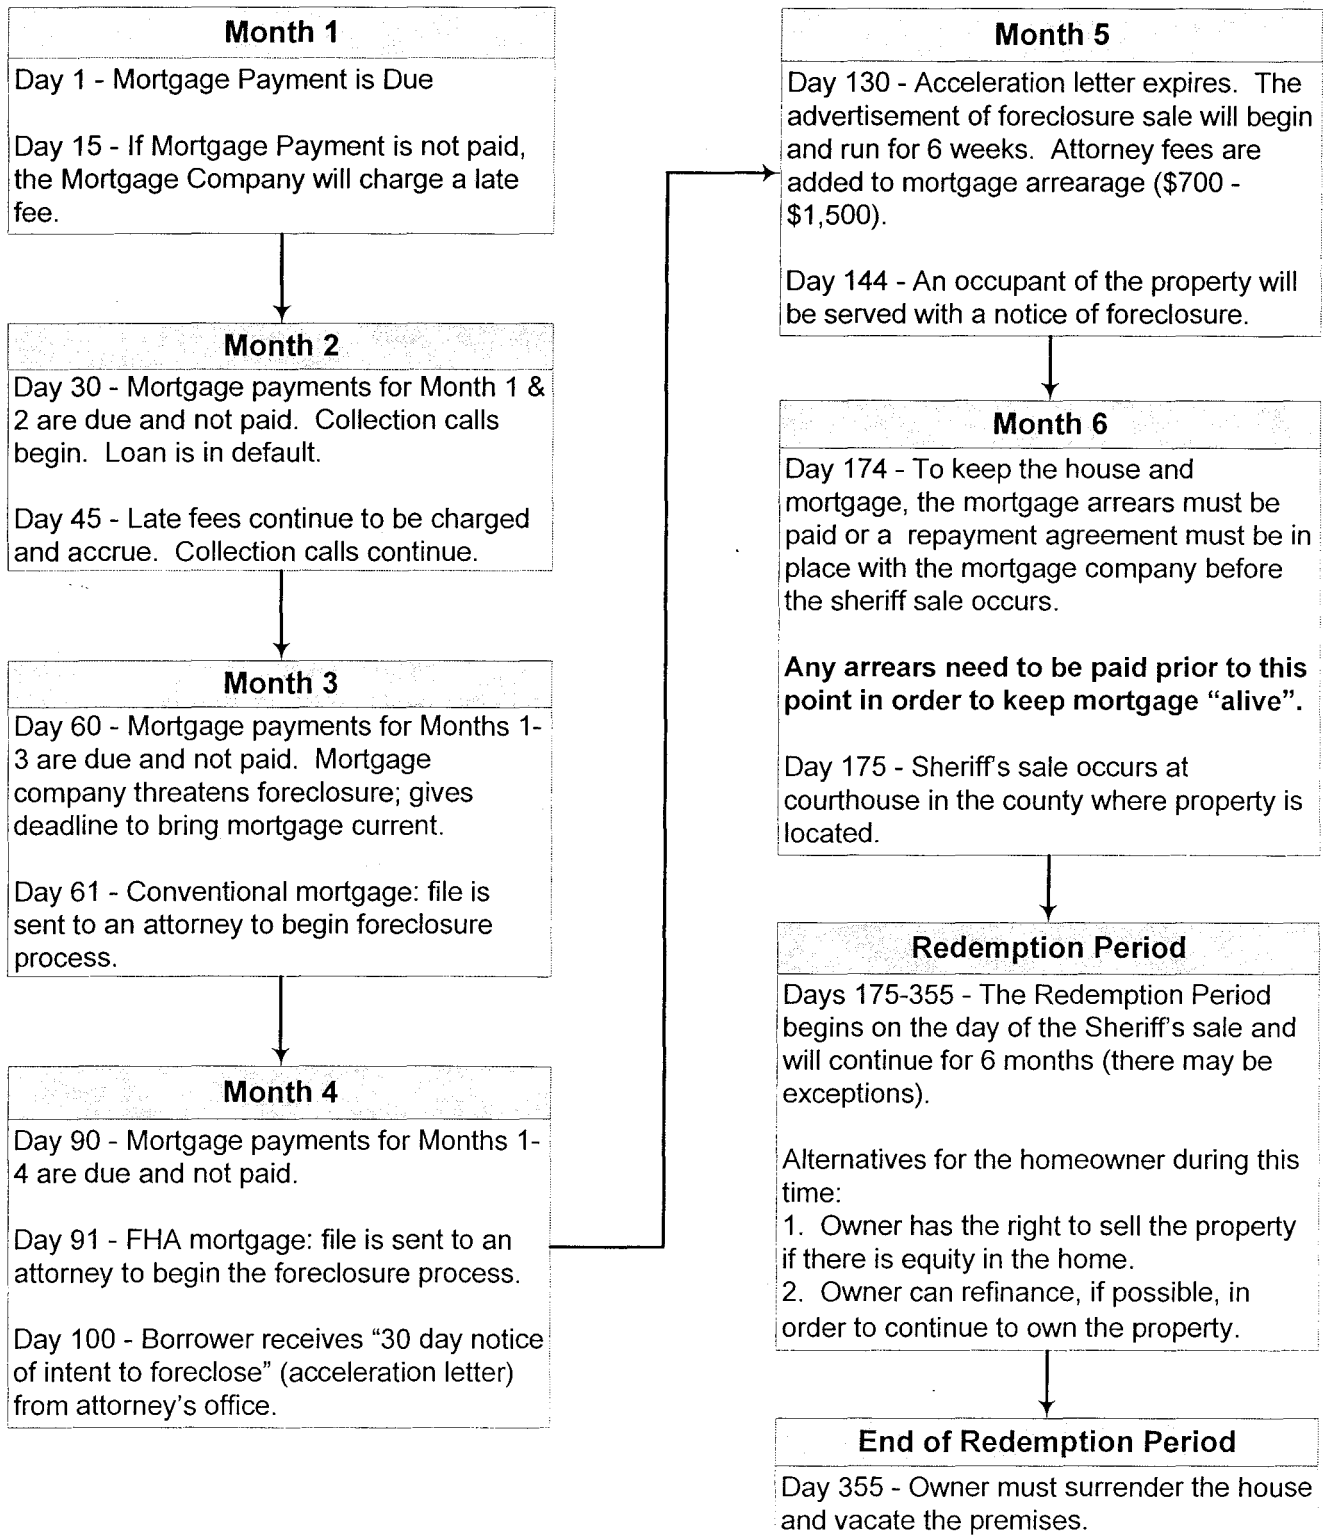 Month 1
Day 1 - Mortgage Payment is Due
Day 15 - If Mortgage Payment is not paid,
the Mortgage Company will charge a late
fee.
Month 2
Day 30 - Mortgage payments for Month 1 &
2 are due and not paid.  Collection calls
begin.  Loan is in default.
Day 45 - Late fees continue to be charged
and accrue.  Collection calls continue.
Month 3
Day 60 - Mortgage payments for Months 1-
3 are due and not paid.  Mortgage
company threatens foreclosure; gives
deadline to bring mortgage current.
Day 61 - Conventional mortgage: file is
sent to an attorney to begin foreclosure
process.
Month 4
Day 90 - Mortgage payments for Months 1-
4 are due and not paid.
Day 91 - FHA mortgage: file is sent to an
attorney to begin the foreclosure process.
Day 100 - Borrower receives “30 day notice
of intent to foreclose” (acceleration letter)
from attorney’s office.
Month 5
Day 130 - Acceleration letter expires.  The
advertisement of foreclosure sale will begin
and run for 6 weeks.  Attorney fees are
added to mortgage arrearage ($700 -
$1,500).
Day 144 - An occupant of the property will
be served with a notice of foreclosure.
Month 6
Day 174 - To keep the house and
mortgage, the mortgage arrears must be
paid or a  repayment agreement must be in
place with the mortgage company before
the sheriff sale occurs.
Any arrears need to be paid prior to this
point in order to keep mortgage “alive”.
Day 175 - Sheriff’s sale occurs at
courthouse in the county where property is
located.
Redemption Period
Days 175-355 - The Redemption Period
begins on the day of the Sheriff’s sale and
will continue for 6 months (there may be
exceptions).
Alternatives for the homeowner during this
time:
1.  Owner has the right to sell the property
if there is equity in the home.
2.  Owner can refinance, if possible, in
order to continue to own the property.
End of Redemption Period
Day 355 - Owner must surrender the house
and vacate the premises.